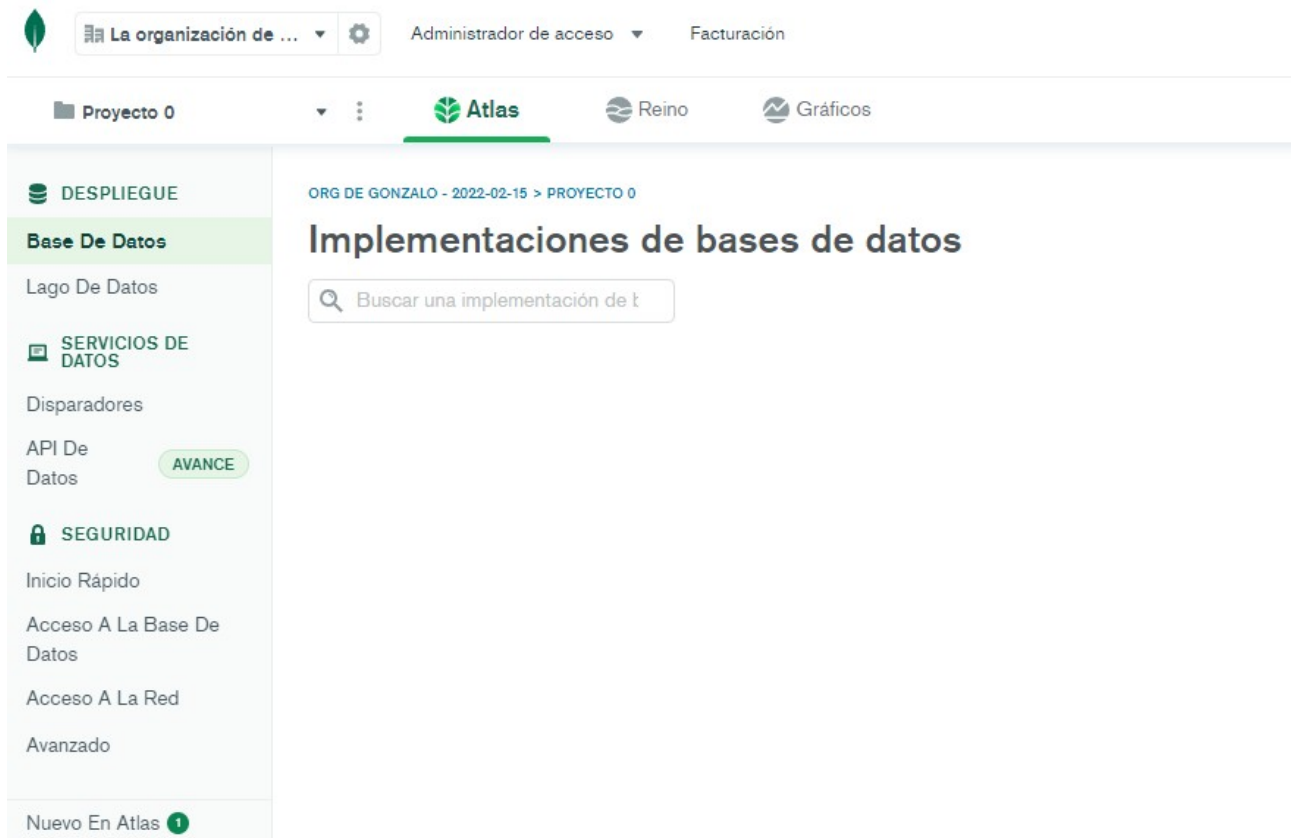 La organización de ...
Administrador de acceso
Facturación
Proyecto 0
Atlas
Reino
Gráficos
DESPLIEGUE
Base De Datos
Lago De Datos
SERVICIOS DE
DATOS
Disparadores
API De
Datos
AVANCE
SEGURIDAD
Inicio Rápido
Acceso A La Base De
Datos
Acceso A La Red
Avanzado
Nuevo En Atlas 1
ORG DE GONZALO - 2022-02-15 > PROYECTO 0
Implementaciones de bases de datos
Buscar una implementación de b